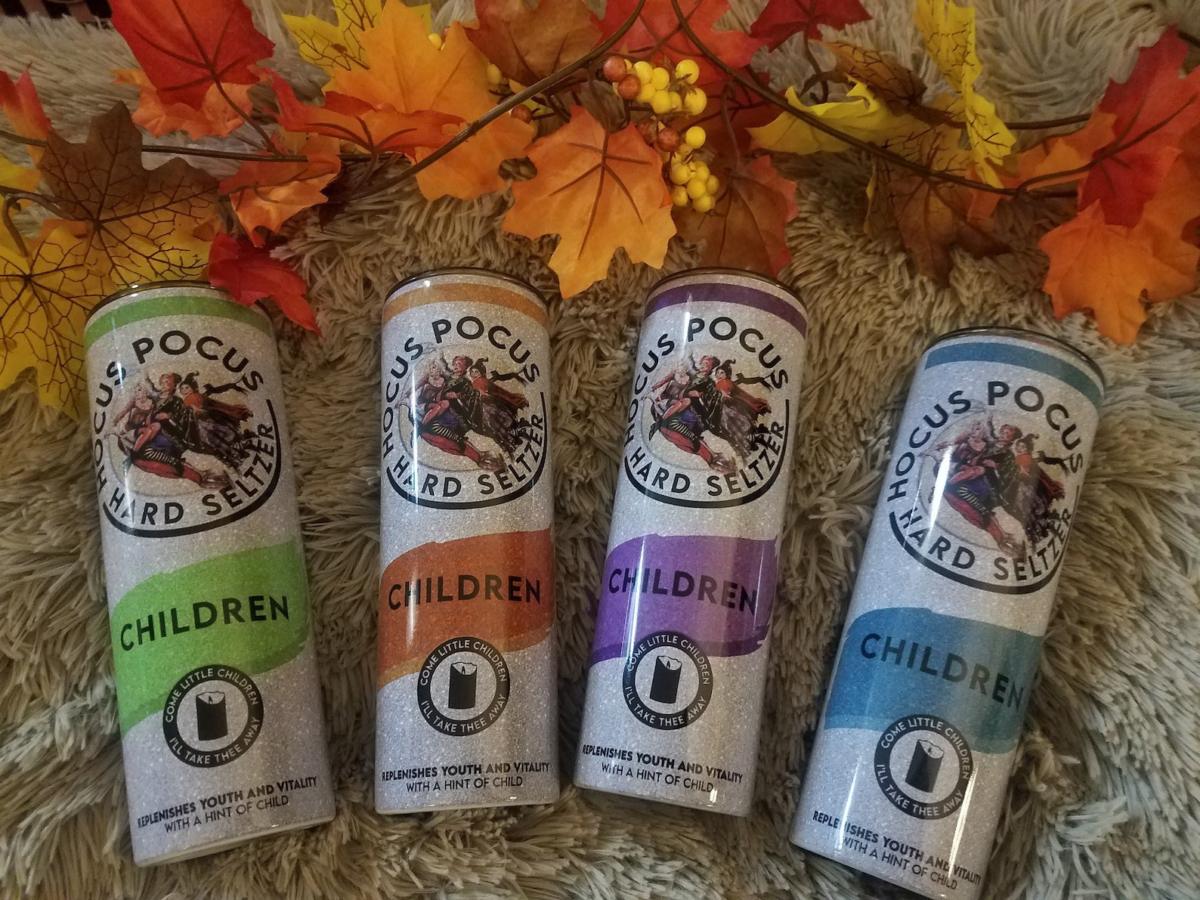 HOCUS POCUS
HARD SELTZER
CHILDREN
COME LITTLE CHILDREN
I'LL TAKE THEE AWAY
REPLENISHES YOUTH AND VITALITY
WITH A HINT OF CHILD
HOCUS POCUS
HARD SELTZER
CHILDREN
COME LITTLE CHILDREN
I'LL TAKE THEE AWAY
REPLENISHES YOUTH AND VITALITY
WITH A HINT OF CHILD
HOCUS POCUS
HARD SELTZER
CHILDREN
COME LITTLE CHILDREN
I'LL TAKE THEE AWAY
REPLENISHES YOUTH AND VITALITY
WITH A HINT OF CHILD
HOCUS POCUS
HARD SELTZER
CHILDREN
COME LITTLE CHILDREN
I'LL TAKE THEE AWAY
REPLENISHES YOUTH AND VITALITY
WITH A HINT OF CHILD